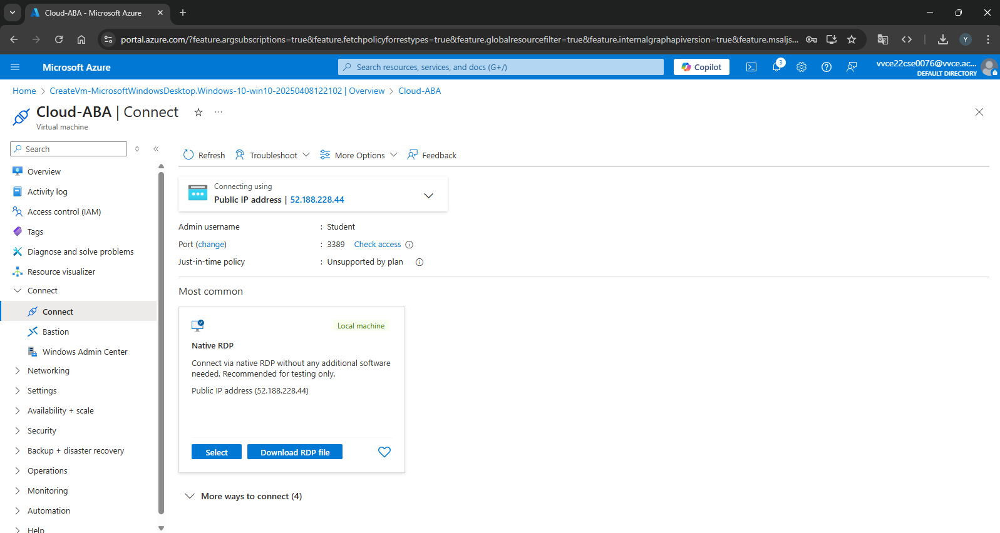 Cloud-ABA - Microsoft Azure
portal.azure.com/?feature.argsubscriptions=true&feature.fetchpolicyforrestypes=true&feature.globalresourcefilter=true&feature.internalgraphapiversion=true&feature.msaljs...
Y
Microsoft Azure
Search resources, services, and docs (G+/)
Copilot
3
vvce22cse0076@vvce.ac...
DEFAULT DIRECTORY
Home > CreateVm-MicrosoftWindowsDesktop.Windows-10-win10-20250408122102 | Overview > Cloud-ABA
Cloud-ABA | Connect
Virtual machine
Search
Overview
Activity log
Access control (IAM)
Tags
Diagnose and solve problems
Resource visualizer
Connect
Connect
Bastion
Windows Admin Center
Networking
Settings
Availability + scale
Security
Backup + disaster recovery
Operations
Monitoring
Automation
Help
Refresh
Troubleshoot
More Options
Feedback
Connecting using
Public IP address | 52.188.228.44
Admin username : Student
Port (change) : 3389 Check access
Just-in-time policy : Unsupported by plan
Most common
Local machine
Native RDP
Connect via native RDP without any additional software
needed. Recommended for testing only.
Public IP address (52.188.228.44)
Select
Download RDP file
More ways to connect (4)